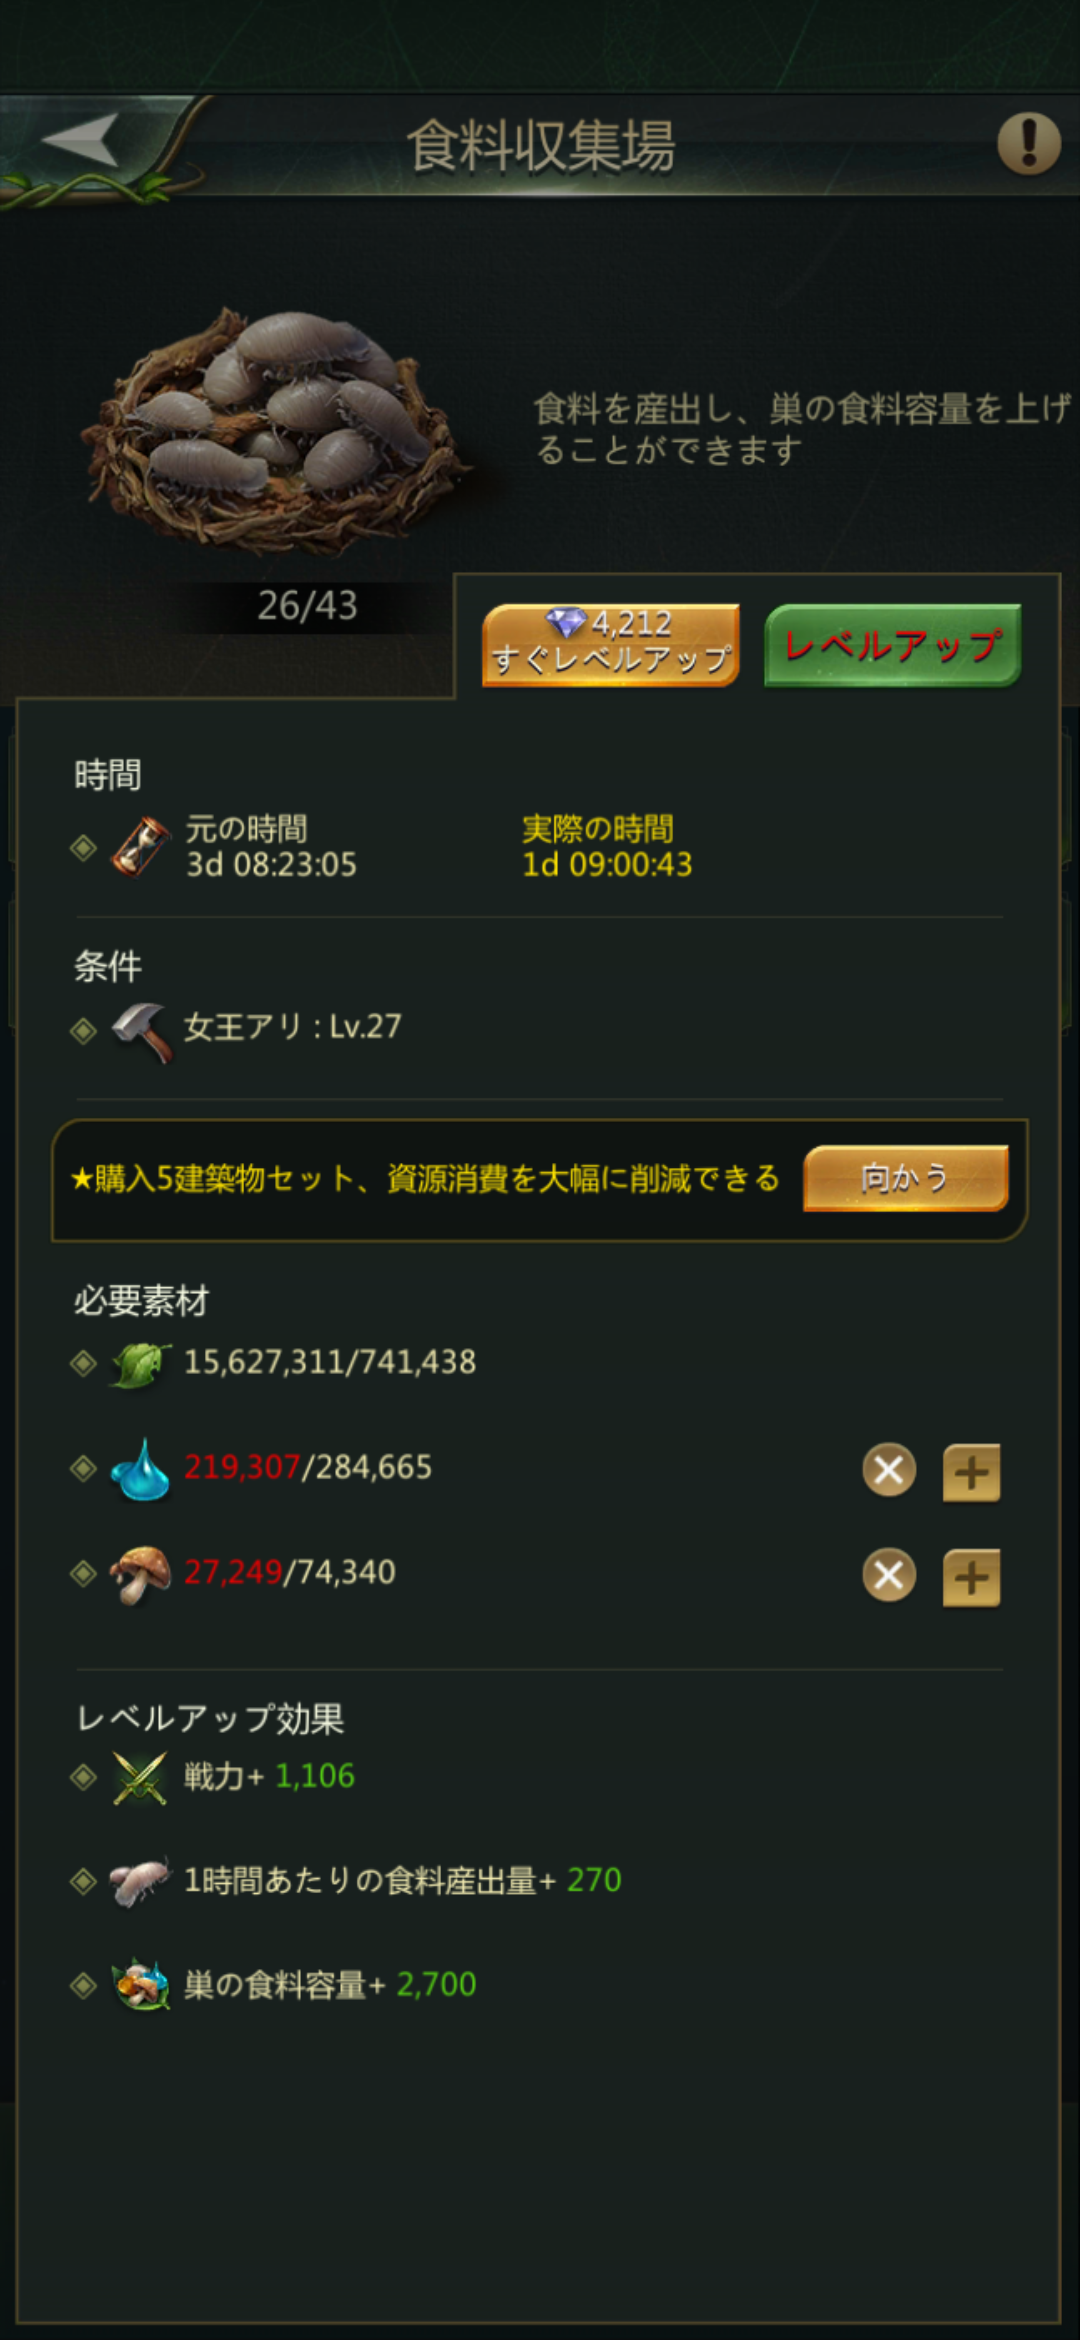 食料収集場
食料を産出し、巣の食料容量を上げ
ることができます
26/43
4,212
すぐレベルアップ
レベルアップ
時間
元の時間
3d 08:23:05
実際の時間
1d 09:00:43
条件
女王アリ : Lv.27
★購入5建築物セット、資源消費を大幅に削減できる
向かう
必要素材
15,627,311/741,438
219,307/284,665
27,249/74,340
レベルアップ効果
戦力+ 1,106
1時間あたりの食料産出量+ 270
巣の食料容量+ 2,700